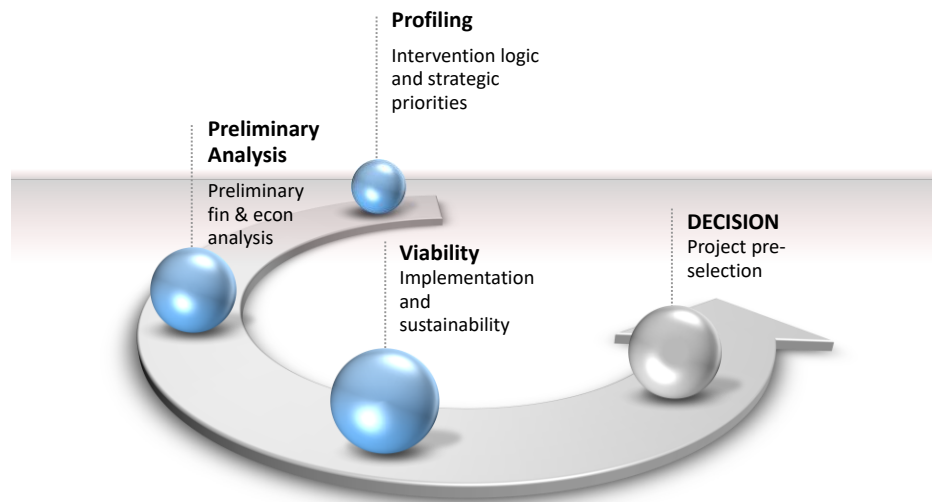 Profiling
Intervention logic
and strategic
priorities
Preliminary
Analysis
Preliminary
fin & econ
analysis
Viability
Implementation
and
sustainability
DECISION
Project pre-
selection